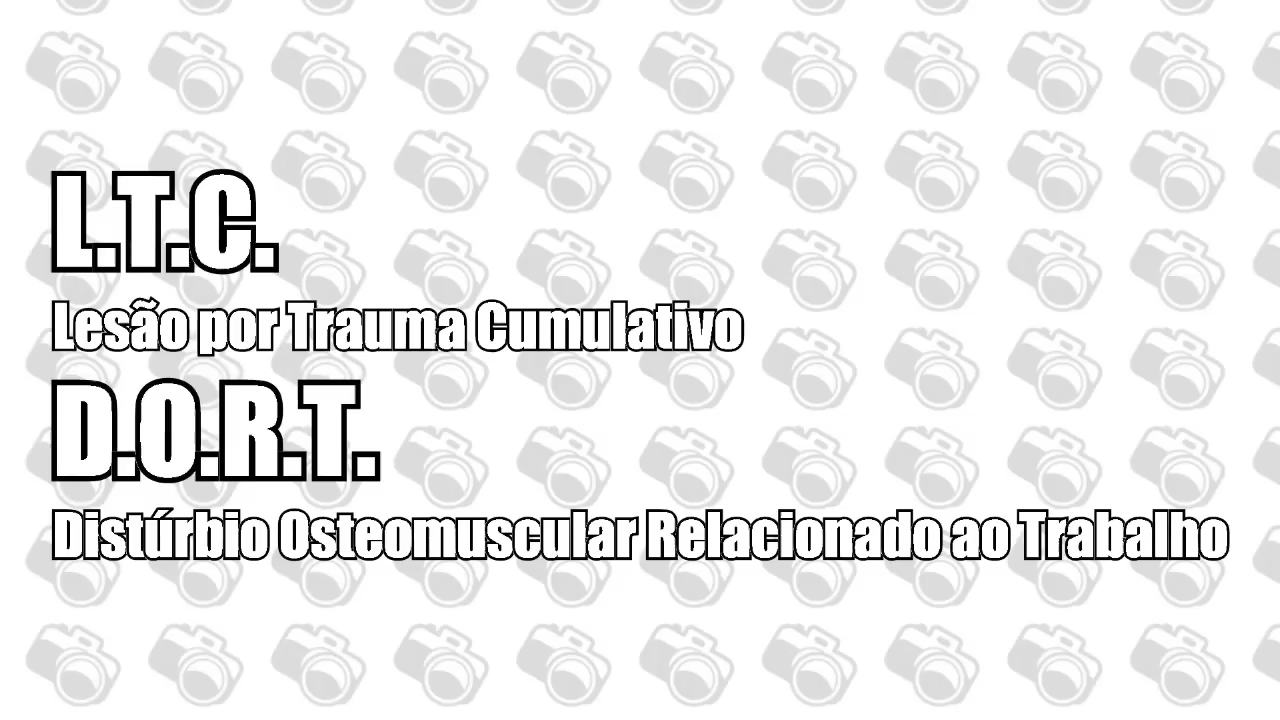 L.T.C.
Lesão por Trauma Cumulativo
D.O.R.T.
Distúrbio Osteomuscular Relacionado ao Trabalho